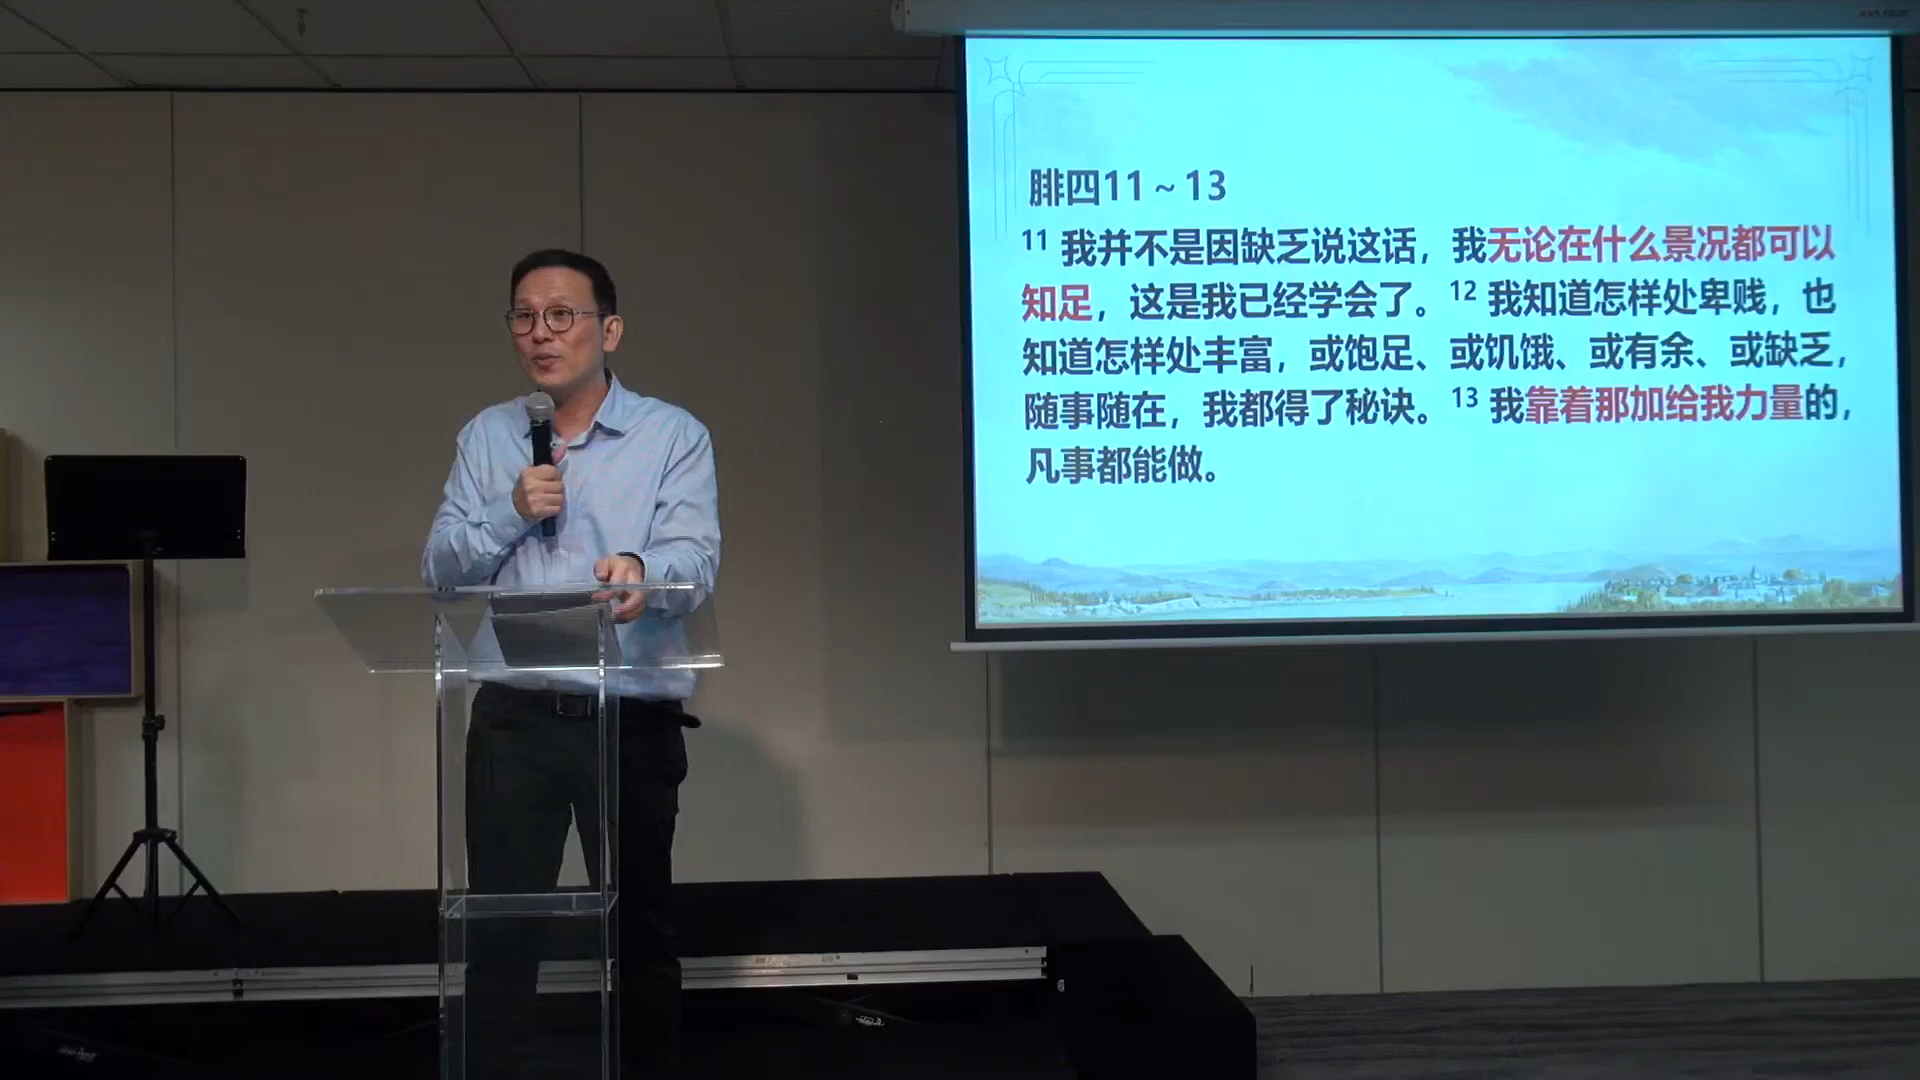 腓四11～13
11 我并不是因缺乏说这话，我无论在什么景况都可以
知足，这是我已经学会了。12 我知道怎样处卑贱，也
知道怎样处丰富，或饱足、或饥饿、或有余、或缺乏，
随事随在，我都得了秘诀。13 我靠着那加给我力量的，
凡事都能做。